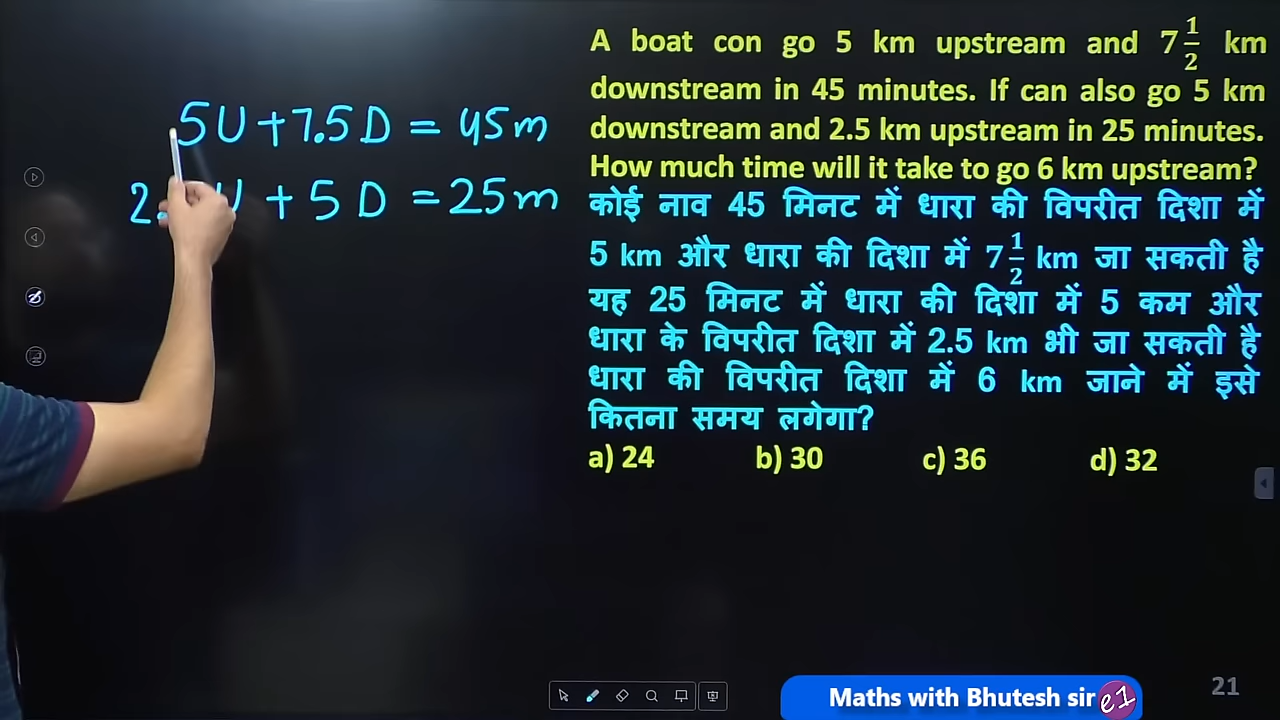 5U+7.5D = 45m
U + 5D = 25m
A boat con go 5 km upstream and 7 1/2 km
downstream in 45 minutes. If can also go 5 km
downstream and 2.5 km upstream in 25 minutes.
How much time will it take to go 6 km upstream?
कोई नाव 45 मिनट में धारा की विपरीत दिशा में
5 km और धारा की दिशा में 7 1/2 km जा सकती है
यह 25 मिनट में धारा की दिशा में 5 कम और
धारा के विपरीत दिशा में 2.5 km भी जा सकती है
धारा की विपरीत दिशा में 6 km जाने में इसे
कितना समय लगेगा?
a) 24 b) 30 c) 36 d) 32
Maths with Bhutesh sir e1
21